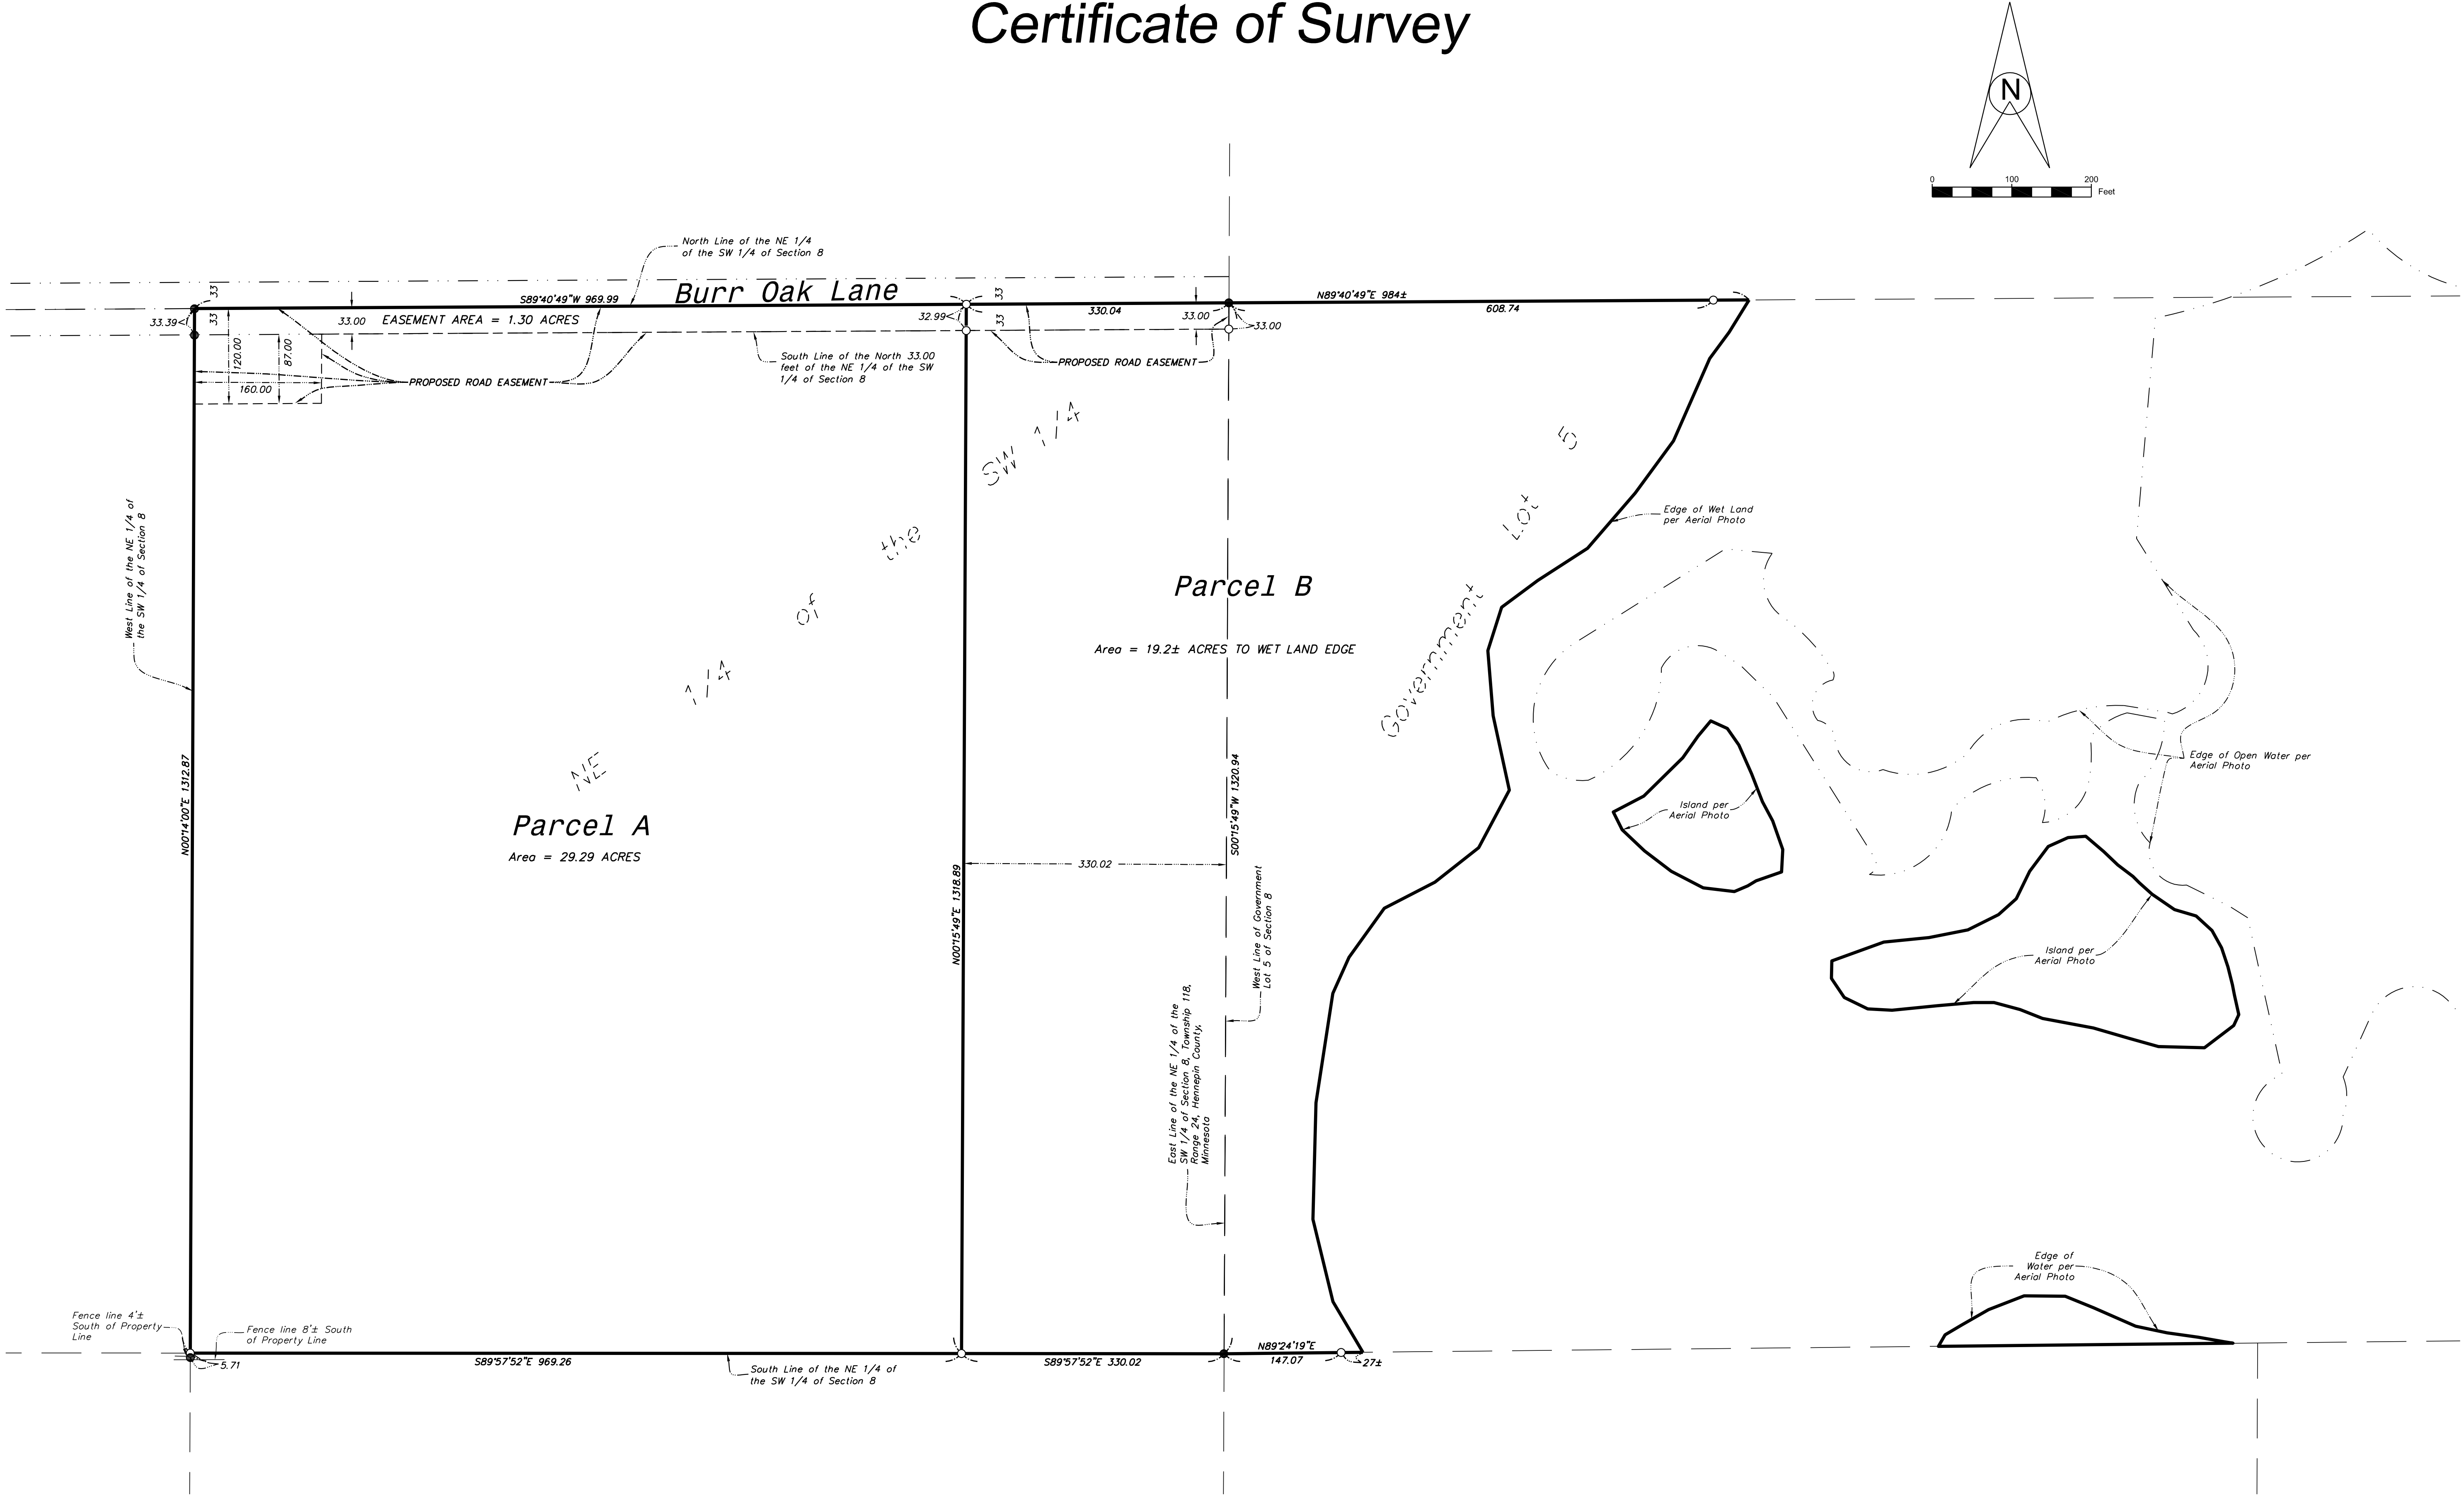 Certificate of Survey
N
0 100 200
Feet
North Line of the NE 1/4
of the SW 1/4 of Section 8
S89°40'49"W 969.99
Burr Oak Lane
N89°40'49"E 984±
33
33
33.39
33
33.00
EASEMENT AREA = 1.30 ACRES
32.99
33
330.04
33.00
33.00
608.74
120.00
87.00
160.00
PROPOSED ROAD EASEMENT
South Line of the North 33.00
feet of the NE 1/4 of the SW
1/4 of Section 8
PROPOSED ROAD EASEMENT
NE 1/4 of the SW 1/4
Government Lot 5
West Line of the NE 1/4 of
the SW 1/4 of Section 8
Edge of Wet Land
per Aerial Photo
Parcel B
Area = 19.2± ACRES TO WET LAND EDGE
N00°14'00"E 1312.87
Parcel A
Area = 29.29 ACRES
N00°15'49"E 1318.89
330.02
S00°15'49"W 1320.94
West Line of Government
Lot 5 of Section 8
East Line of the NE 1/4 of the
SW 1/4 of Section 8, Township 118,
Range 24, Hennepin County,
Minnesota
Edge of Open Water per
Aerial Photo
Island per
Aerial Photo
Island per
Aerial Photo
Edge of
Water per
Aerial Photo
Fence line 4'±
South of Property
Line
Fence line 8'± South
of Property Line
5.71
S89°57'52"E 969.26
South Line of the NE 1/4 of
the SW 1/4 of Section 8
S89°57'52"E 330.02
N89°24'19"E
147.07
27±